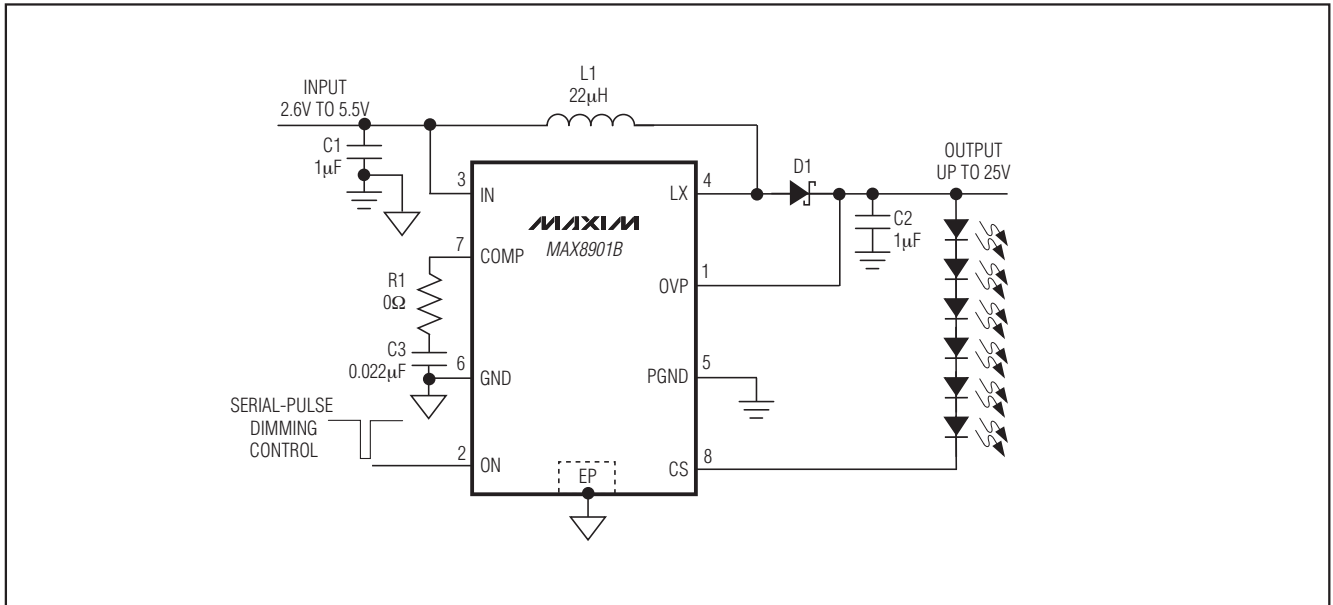 L1
22µH
INPUT
2.6V TO 5.5V
C1
1µF
OUTPUT
UP TO 25V
D1
3
IN
LX
4
MAXIM
MAX8901B
C2
1µF
7
COMP
R1
0Ω
OVP
1
C3
0.022µF
6
GND
PGND
5
SERIAL-PULSE
DIMMING
CONTROL
2
ON
EP
CS
8